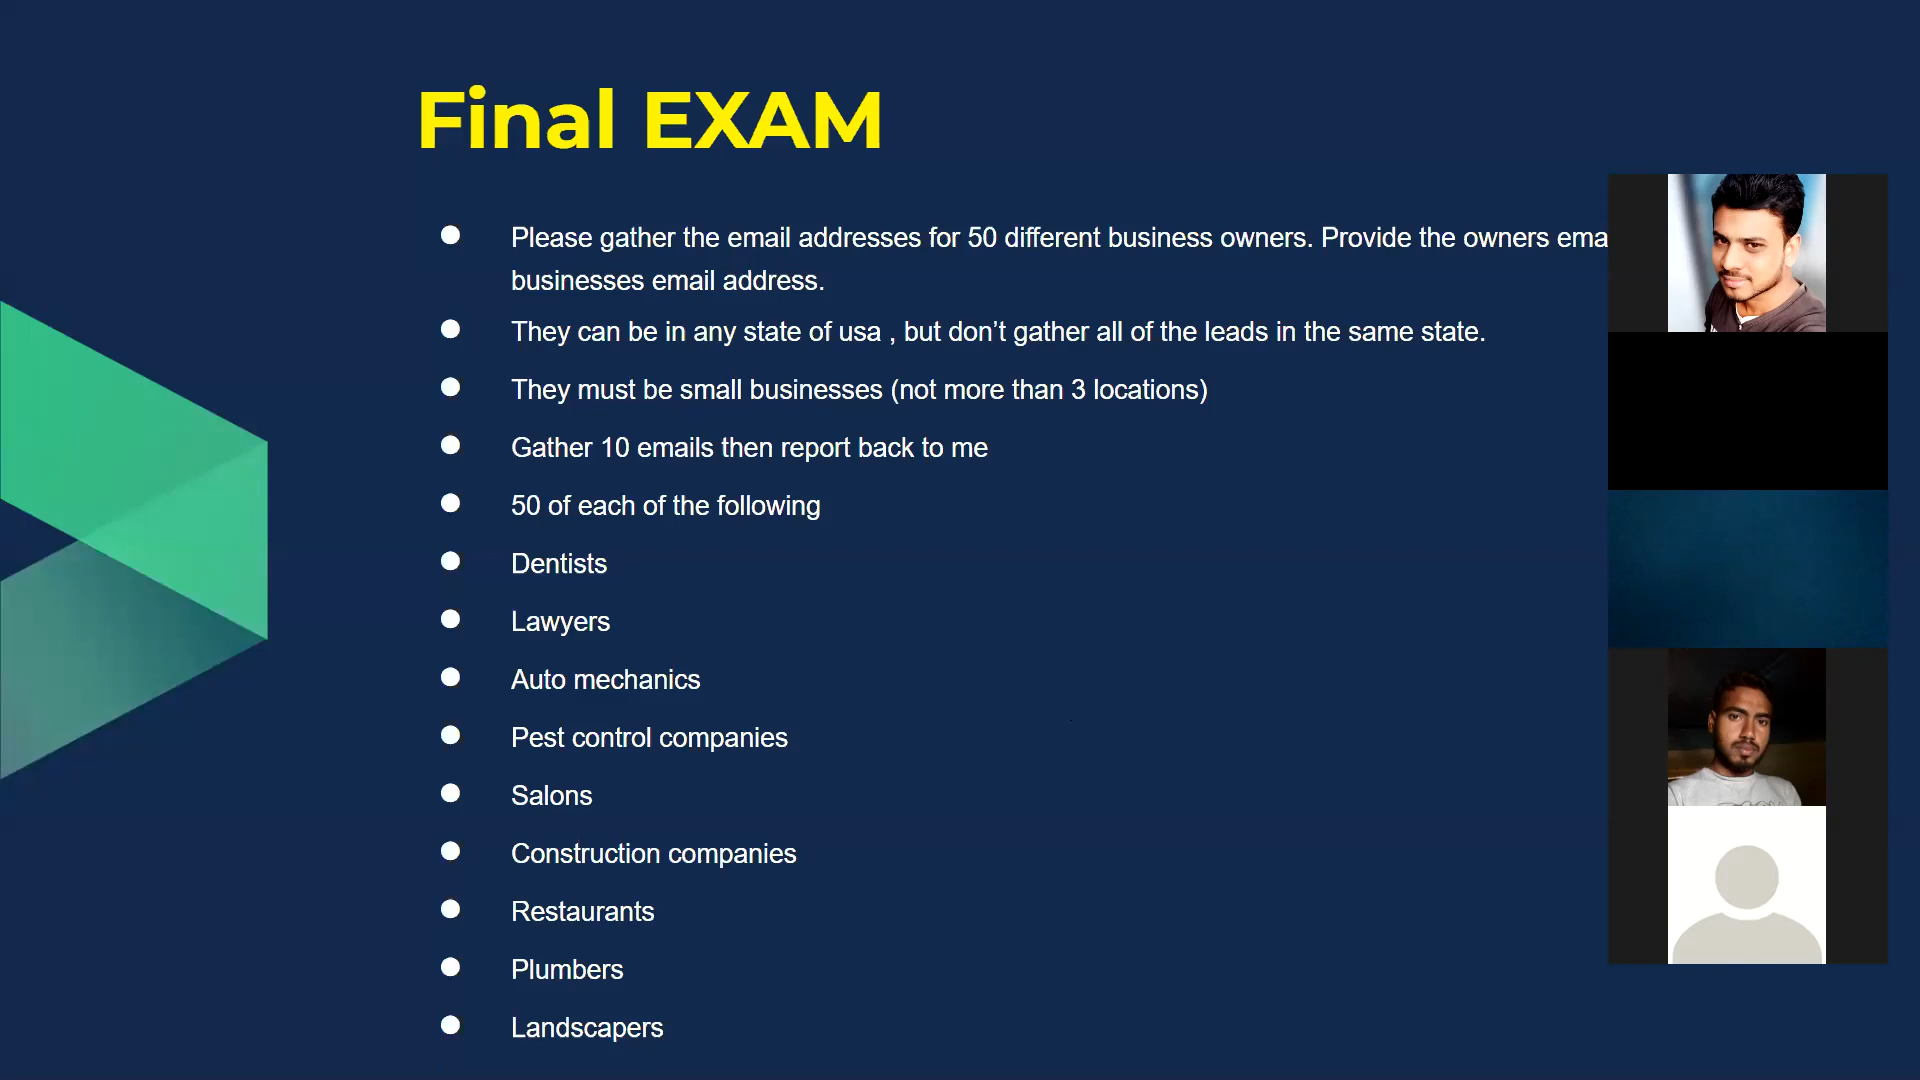 Final EXAM
Please gather the email addresses for 50 different business owners. Provide the owners
businesses email address.
They can be in any state of usa , but don’t gather all of the leads in the same state.
They must be small businesses (not more than 3 locations)
Gather 10 emails then report back to me
50 of each of the following
Dentists
Lawyers
Auto mechanics
Pest control companies
Salons
Construction companies
Restaurants
Plumbers
Landscapers